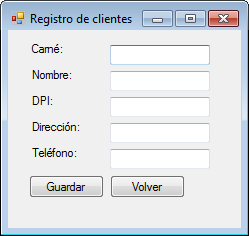 Registro de clientes
Carné:
Nombre:
DPI:
Dirección:
Teléfono:
Guardar Volver